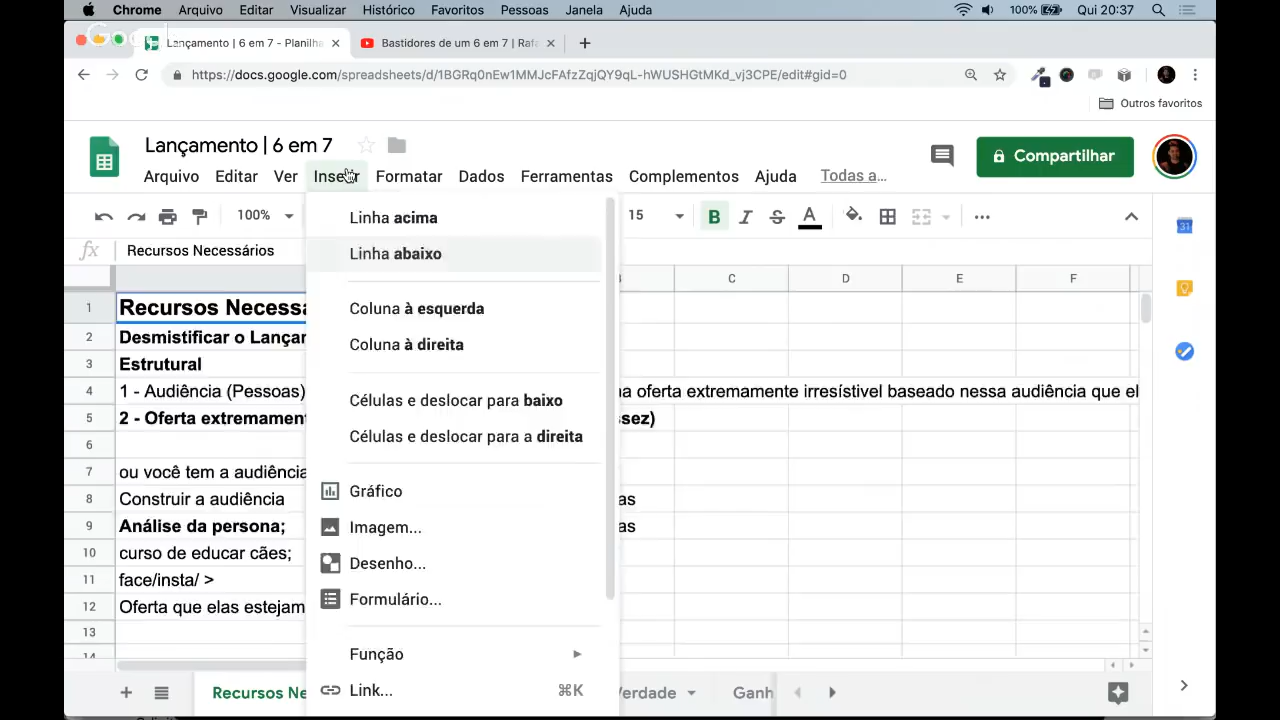 Chrome Arquivo Editar Visualizar Histórico Favoritos Pessoas Janela Ajuda 100% Qui 20:37
Lançamento | 6 em 7 - Planilha × Bastidores de um 6 em 7 | Rafa × +
https://docs.google.com/spreadsheets/d/1BGRq0nEw1MMJcFAfzZqjQY9qL-hWUSHGtMKd_vj3CPE/edit#gid=0
Outros favoritos
Lançamento | 6 em 7
Compartilhar
Arquivo Editar Ver Inserir Formatar Dados Ferramentas Complementos Ajuda Todas a...
100% 15 B I S A ...
31
fx Recursos Necessários
C D E F
1 Recursos Necessá
2 Desmistificar o Lançar
3 Estrutural
4 1 - Audiência (Pessoas) na oferta extremamente irresístivel baseado nessa audiência que el
5 2 - Oferta extremament ssez)
6
7 ou você tem a audiência
8 Construir a audiência as
9 Análise da persona; as
10 curso de educar cães;
11 face/insta/ >
12 Oferta que elas estejam
13
14
Linha acima
Linha abaixo
Coluna à esquerda
Coluna à direita
Células e deslocar para baixo
Células e deslocar para a direita
Gráfico
Imagem...
Desenho...
Formulário...
Função
Link... ⌘K
+ Recursos Ne Verdade Ganh